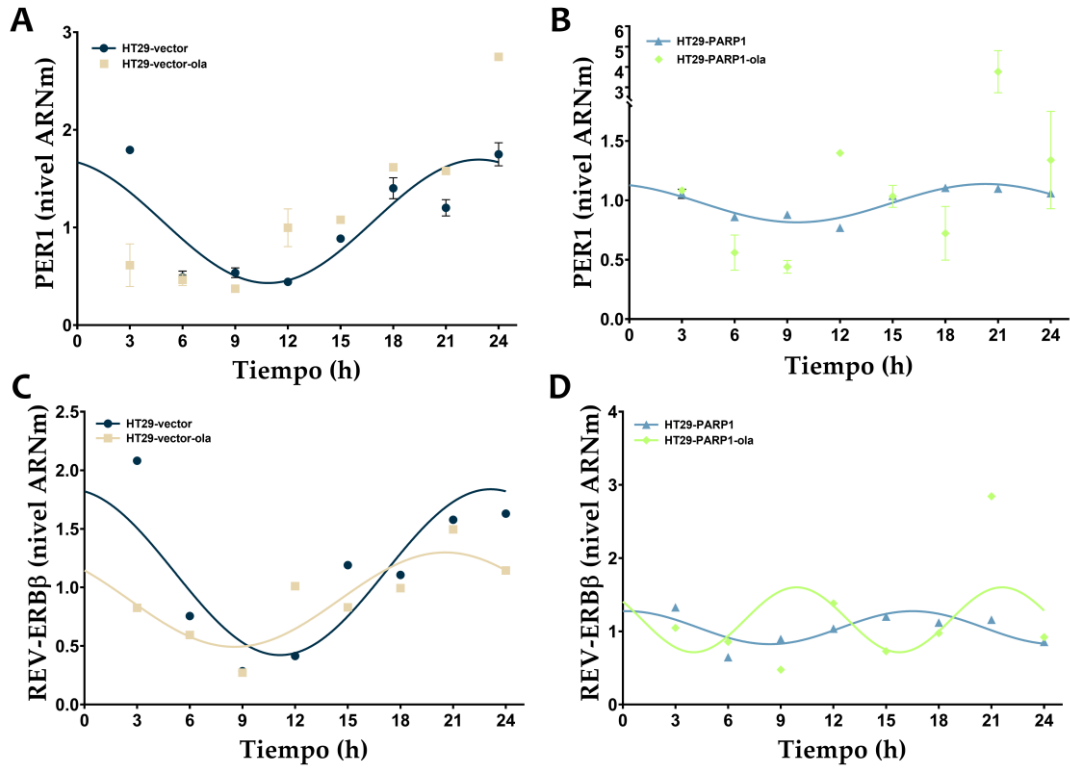 A
HT29-vector
HT29-vector-ola
PER1 (nivel ARNm)
3
2
1
0
3 6 9 12 15 18 21 24
Tiempo (h)
B
HT29-PARP1
HT29-PARP1-ola
PER1 (nivel ARNm)
6
5
4
3
1.5
1.0
0.5
0.0
0 3 6 9 12 15 18 21 24
Tiempo (h)
C
HT29-vector
HT29-vector-ola
REV-ERBβ (nivel ARNm)
2.5
2.0
1.5
1.0
0.5
0.0
0 3 6 9 12 15 18 21 24
Tiempo (h)
D
HT29-PARP1
HT29-PARP1-ola
REV-ERBβ (nivel ARNm)
4
3
2
1
0
0 3 6 9 12 15 18 21 24
Tiempo (h)